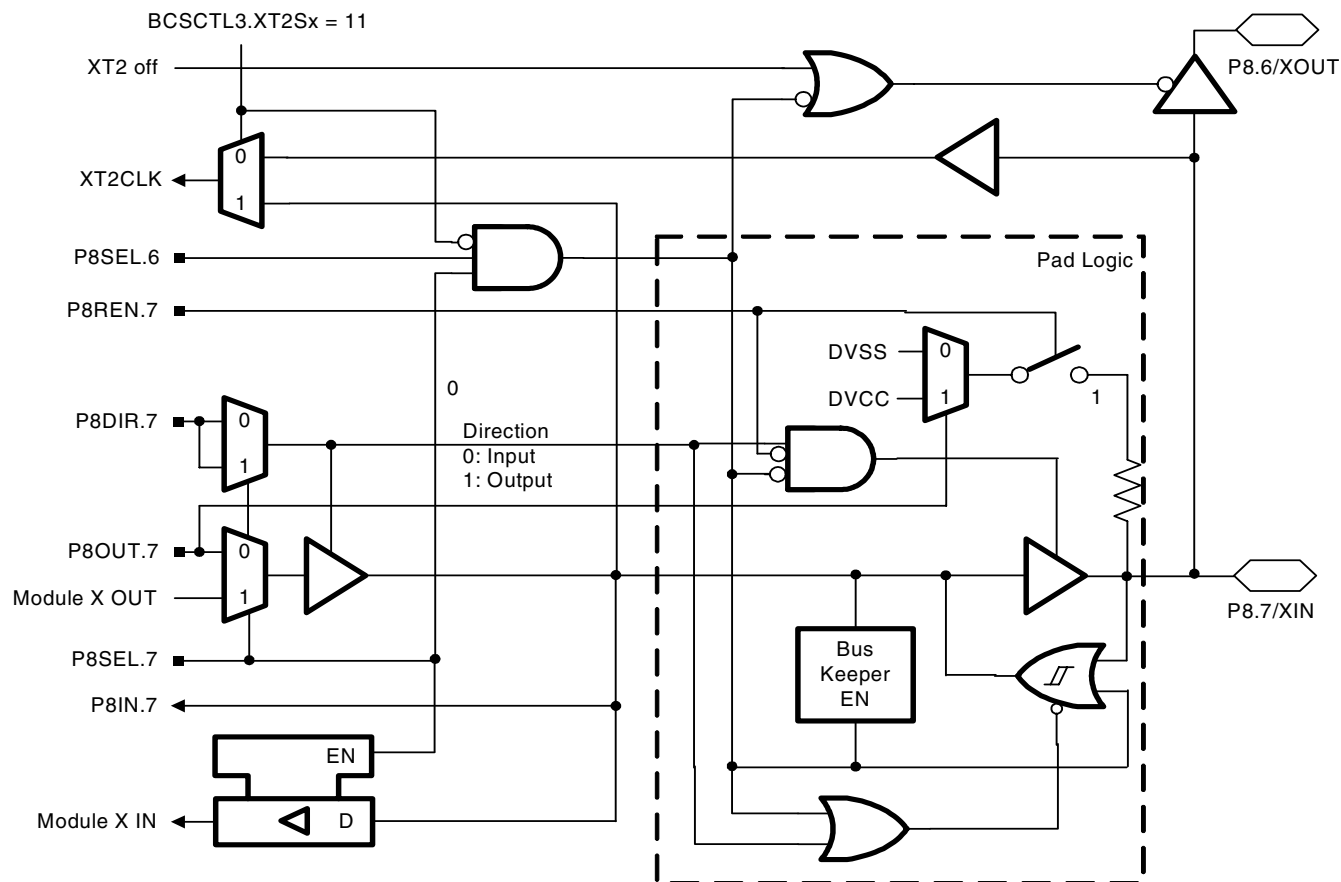 BCSCTL3.XT2Sx = 11
XT2 off
P8.6/XOUT
0
XT2CLK
1
P8SEL.6
Pad Logic
P8REN.7
DVSS
0
0
DVCC
1
1
P8DIR.7
0
Direction
0: Input
1
1: Output
P8OUT.7
0
Module X OUT
1
P8.7/XIN
Bus
Keeper
EN
P8SEL.7
P8IN.7
EN
Module X IN
D